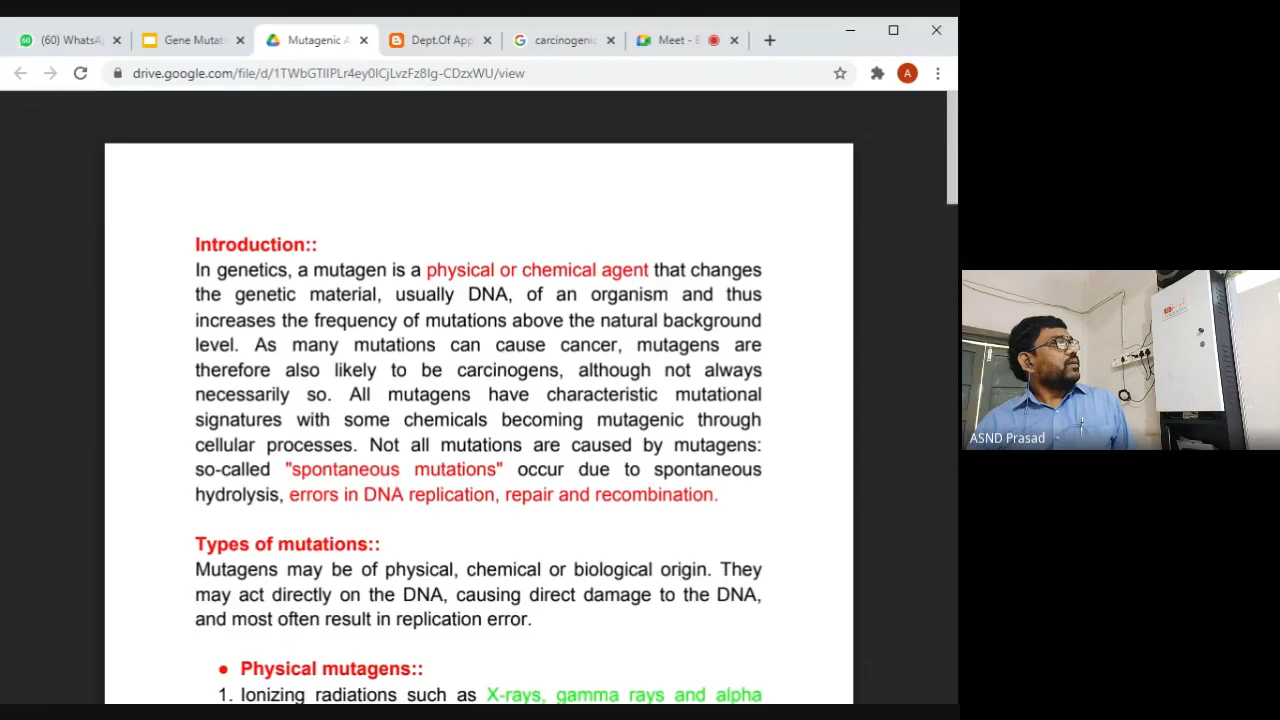 (60) WhatsA
Gene Mutat
Mutagenic A
Dept.Of App
carcinogenic
Meet -
drive.google.com/file/d/1TWbGTIIPLr4ey0ICjLvzFz8Ig-CDzxWU/view
A
Introduction::
In genetics, a mutagen is a physical or chemical agent that changes
the genetic material, usually DNA, of an organism and thus
increases the frequency of mutations above the natural background
level. As many mutations can cause cancer, mutagens are
therefore also likely to be carcinogens, although not always
necessarily so. All mutagens have characteristic mutational
signatures with some chemicals becoming mutagenic through
cellular processes. Not all mutations are caused by mutagens:
so-called "spontaneous mutations" occur due to spontaneous
hydrolysis, errors in DNA replication, repair and recombination.
Types of mutations::
Mutagens may be of physical, chemical or biological origin. They
may act directly on the DNA, causing direct damage to the DNA,
and most often result in replication error.
• Physical mutagens::
1. Ionizing radiations such as X-rays, gamma rays and alpha
ASND Prasad